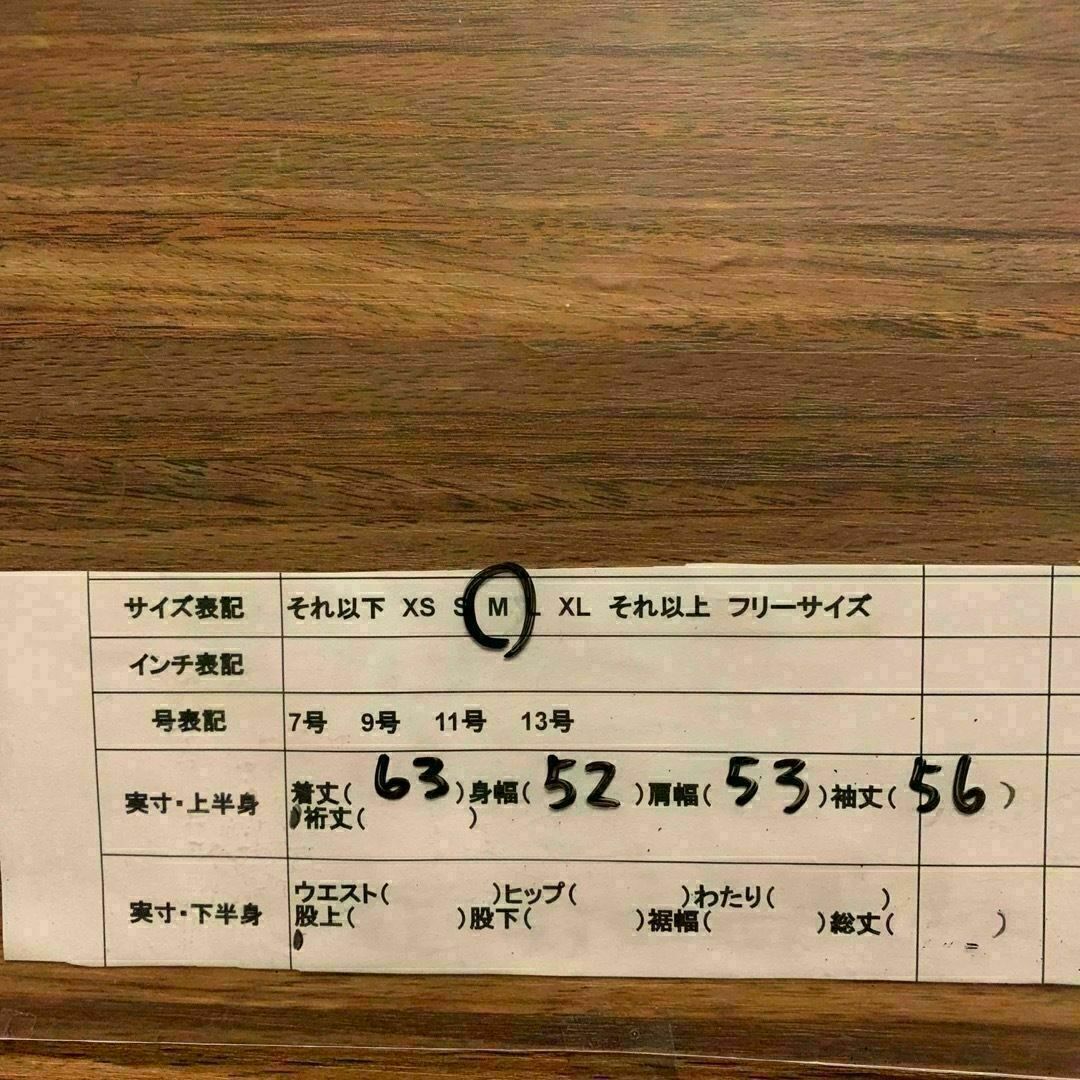 サイズ表記 それ以下 XS S M L XL それ以上 フリーサイズ
インチ表記
号表記 7号 9号 11号 13号
実寸・上半身 着丈( 63 )身幅( 52 )肩幅( 53 )袖丈( 56 )
裄丈( )
実寸・下半身 ウエスト( )ヒップ( )わたり( )
股上( )股下( )裾幅( )総丈( )